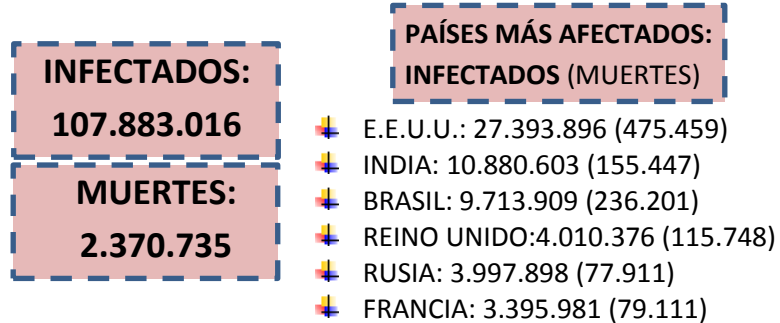 INFECTADOS:
107.883.016
MUERTES:
2.370.735
PAÍSES MÁS AFECTADOS:
INFECTADOS (MUERTES)
E.E.U.U.: 27.393.896 (475.459)
INDIA: 10.880.603 (155.447)
BRASIL: 9.713.909 (236.201)
REINO UNIDO:4.010.376 (115.748)
RUSIA: 3.997.898 (77.911)
FRANCIA: 3.395.981 (79.111)